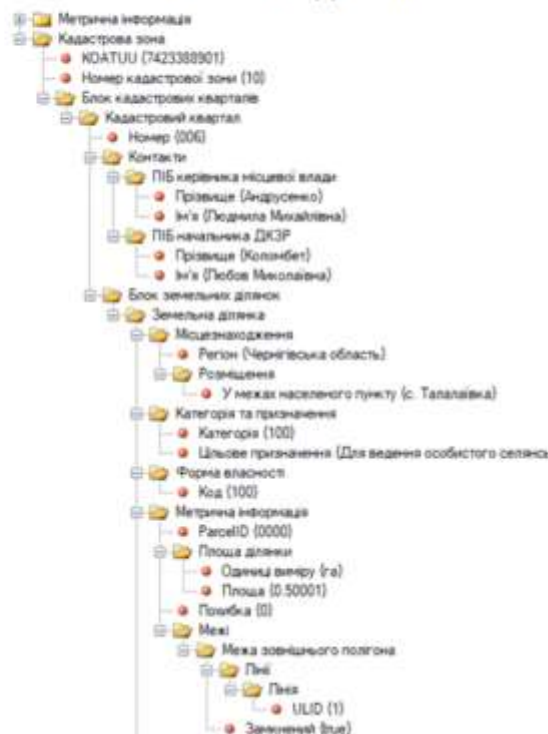 Метрична інформація
Кадастрова зона
KOATUU (7423388901)
Номер кадастрової зони (10)
Блок кадастрових кварталів
Кадастровий квартал
Номер (006)
Контакти
ПІБ керівника місцевої влади
Прізвище (Андрусенко)
Ім'я (Людмила Михайлівна)
ПІБ начальника ДКЗР
Прізвище (Коломбет)
Ім'я (Любов Миколаївна)
Блок земельних ділянок
Земельна ділянка
Місцезнаходження
Регіон (Чернігівська область)
Розміщення
У межах населеного пункту (с. Талалаївка)
Категорія та призначення
Категорія (100)
Цільове призначення (Для ведення особистого селянсь
Форма власності
Код (100)
Метрична інформація
ParcelID (0000)
Площа ділянки
Одиниці виміру (га)
Площа (0.50001)
Похибка (0)
Межі
Межа зовнішнього полігона
Лінії
Лінія
ULID (1)
Замкнений (true)